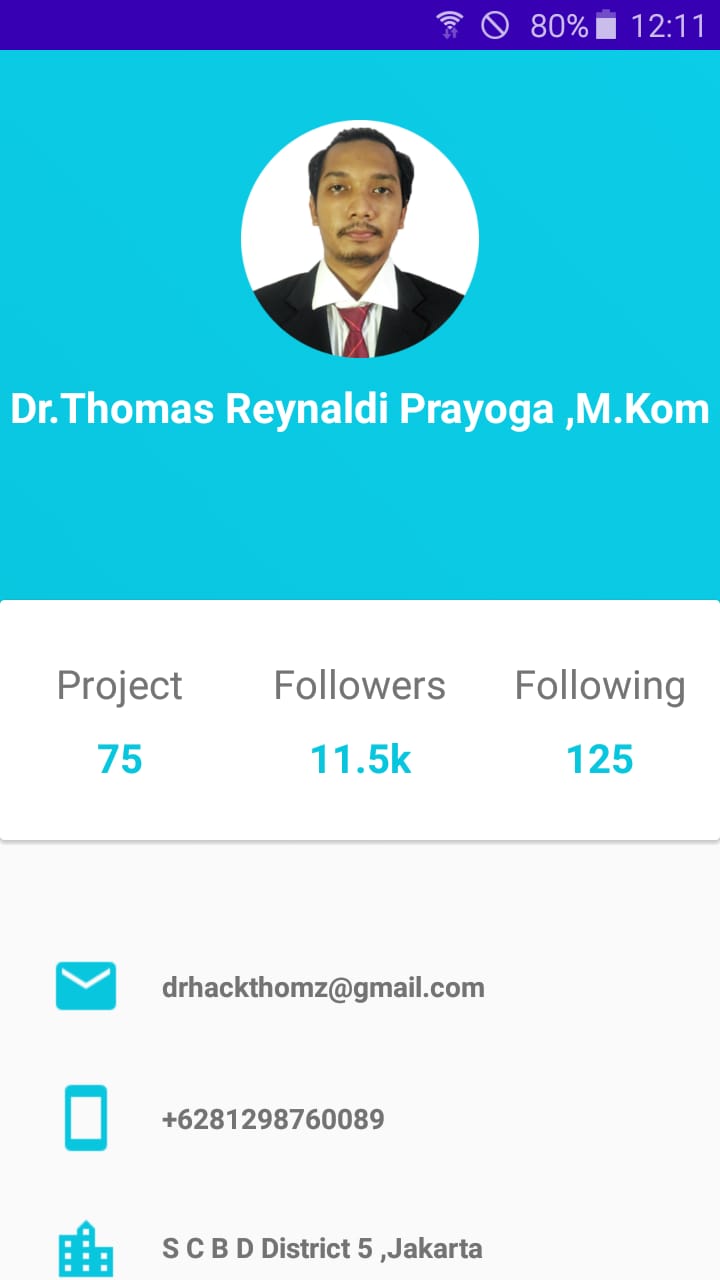 80% 12:11
Dr.Thomas Reynaldi Prayoga ,M.Kom
Project Followers Following
75 11.5k 125
drhackthomz@gmail.com
+6281298760089
S C B D District 5 ,Jakarta